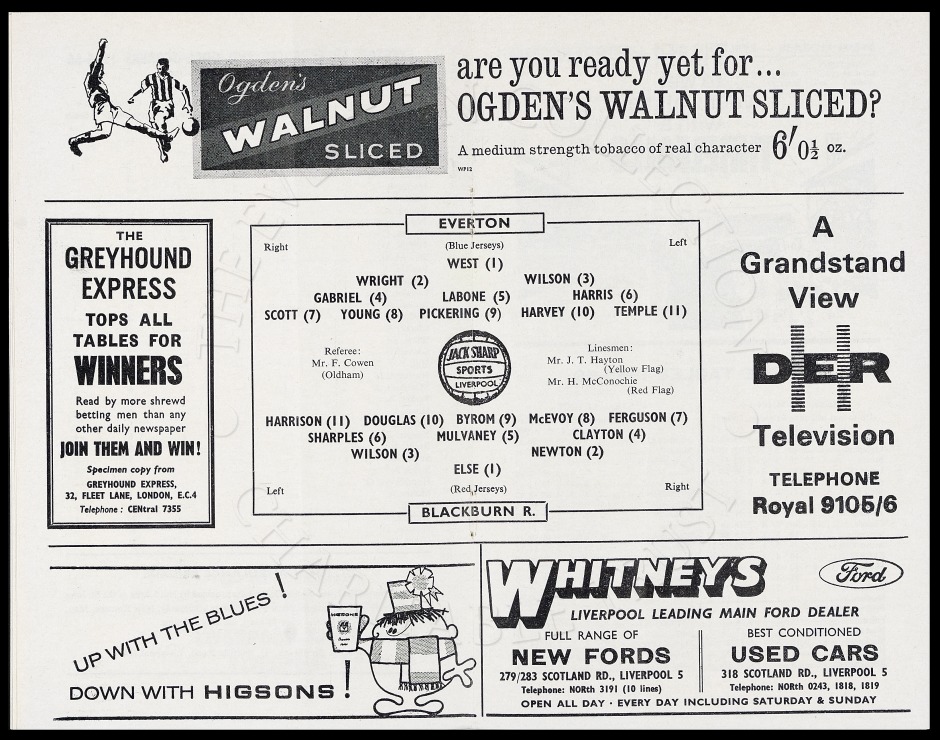 Ogden's
WALNUT
SLICED
are you ready yet for...
OGDEN'S WALNUT SLICED?
A medium strength tobacco of real character 6'0½ oz.
WP12
THE
GREYHOUND
EXPRESS
TOPS ALL
TABLES FOR
WINNERS
Read by more shrewd
betting men than any
other daily newspaper
JOIN THEM AND WIN!
Specimen copy from
GREYHOUND EXPRESS,
32, FLEET LANE, LONDON, E.C.4
Telephone : CENtral 7355
EVERTON
Right (Blue Jerseys) Left
WEST (1)
WRIGHT (2) WILSON (3)
GABRIEL (4) LABONE (5) HARRIS (6)
SCOTT (7) YOUNG (8) PICKERING (9) HARVEY (10) TEMPLE (11)
Referee:
Mr. F. Cowen
(Oldham)
JACK SHARP
SPORTS
LIVERPOOL
Linesmen:
Mr. J. T. Hayton
(Yellow Flag)
Mr. H. McConochie
(Red Flag)
HARRISON (11) DOUGLAS (10) BYROM (9) McEVOY (8) FERGUSON (7)
SHARPLES (6) MULVANEY (5) CLAYTON (4)
WILSON (3) NEWTON (2)
ELSE (1)
Left (Red Jerseys) Right
BLACKBURN R.
A
Grandstand
View
DER
Television
TELEPHONE
Royal 9105/6
UP WITH THE BLUES !
DOWN WITH HIGSONS !
HIGSONS
WHITNEY'S
Ford
LIVERPOOL LEADING MAIN FORD DEALER
FULL RANGE OF
NEW FORDS
279/283 SCOTLAND RD., LIVERPOOL 5
Telephone: NORth 3191 (10 lines)
BEST CONDITIONED
USED CARS
318 SCOTLAND RD., LIVERPOOL 5
Telephone: NORth 0243, 1818, 1819
OPEN ALL DAY · EVERY DAY INCLUDING SATURDAY & SUNDAY